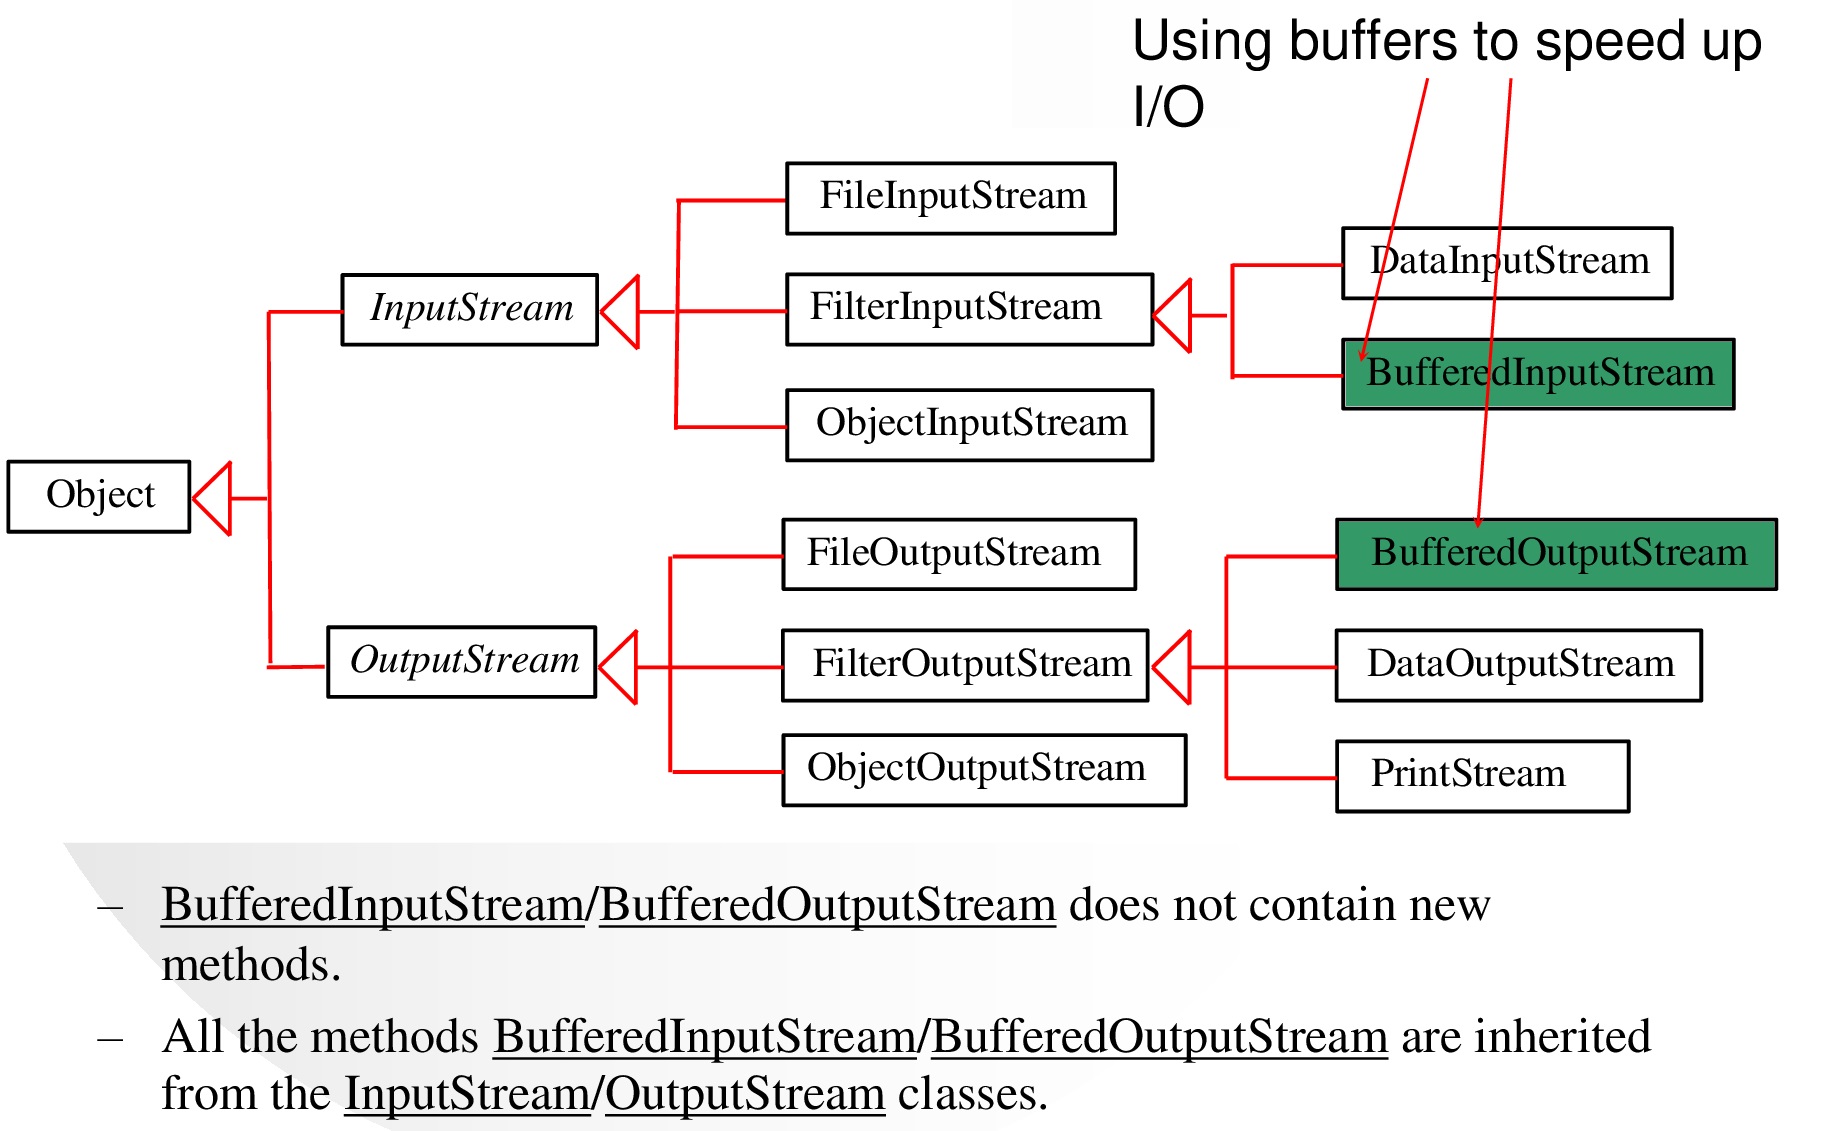 Using buffers to speed up
I/O
FileInputStream
DataInputStream
InputStream
FilterInputStream
BufferedInputStream
ObjectInputStream
Object
FileOutputStream
BufferedOutputStream
OutputStream
FilterOutputStream
DataOutputStream
ObjectOutputStream
PrintStream
– BufferedInputStream/BufferedOutputStream does not contain new
methods.
– All the methods BufferedInputStream/BufferedOutputStream are inherited
from the InputStream/OutputStream classes.